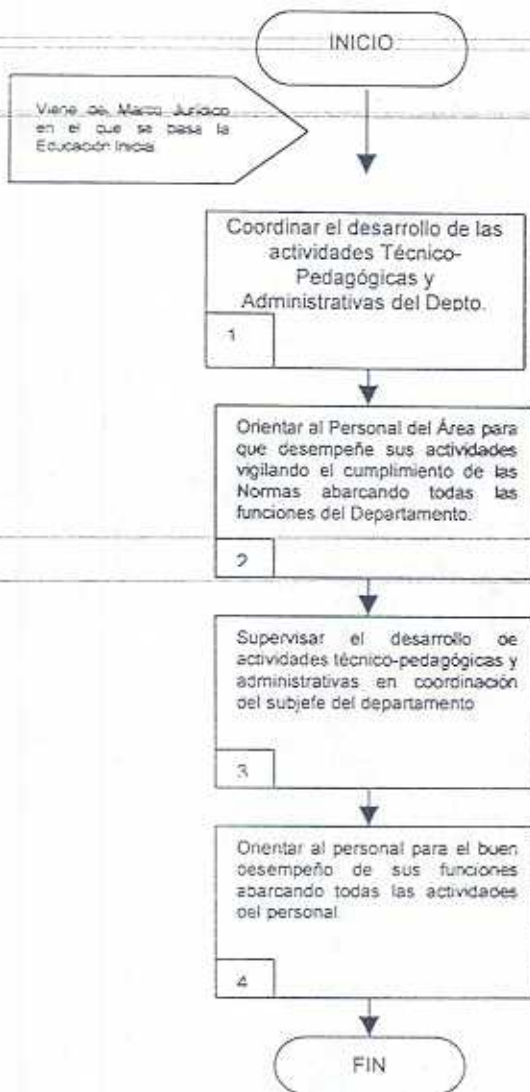 INICIO
Viene de Marco Jurídico
en el que se basa la
Educación Inicial
Coordinar el desarrollo de las
actividades Técnico-
Pedagógicas y
Administrativas del Depto.
1
Orientar al Personal del Área para
que desempeñe sus actividades
vigilando el cumplimiento de las
Normas abarcando todas las
funciones del Departamento.
2
Supervisar el desarrollo de
actividades técnico-pedagógicas y
administrativas en coordinación
del subjefe del departamento
3
Orientar al personal para el buen
desempeño de sus funciones
abarcando todas las actividades
del personal
4
FIN